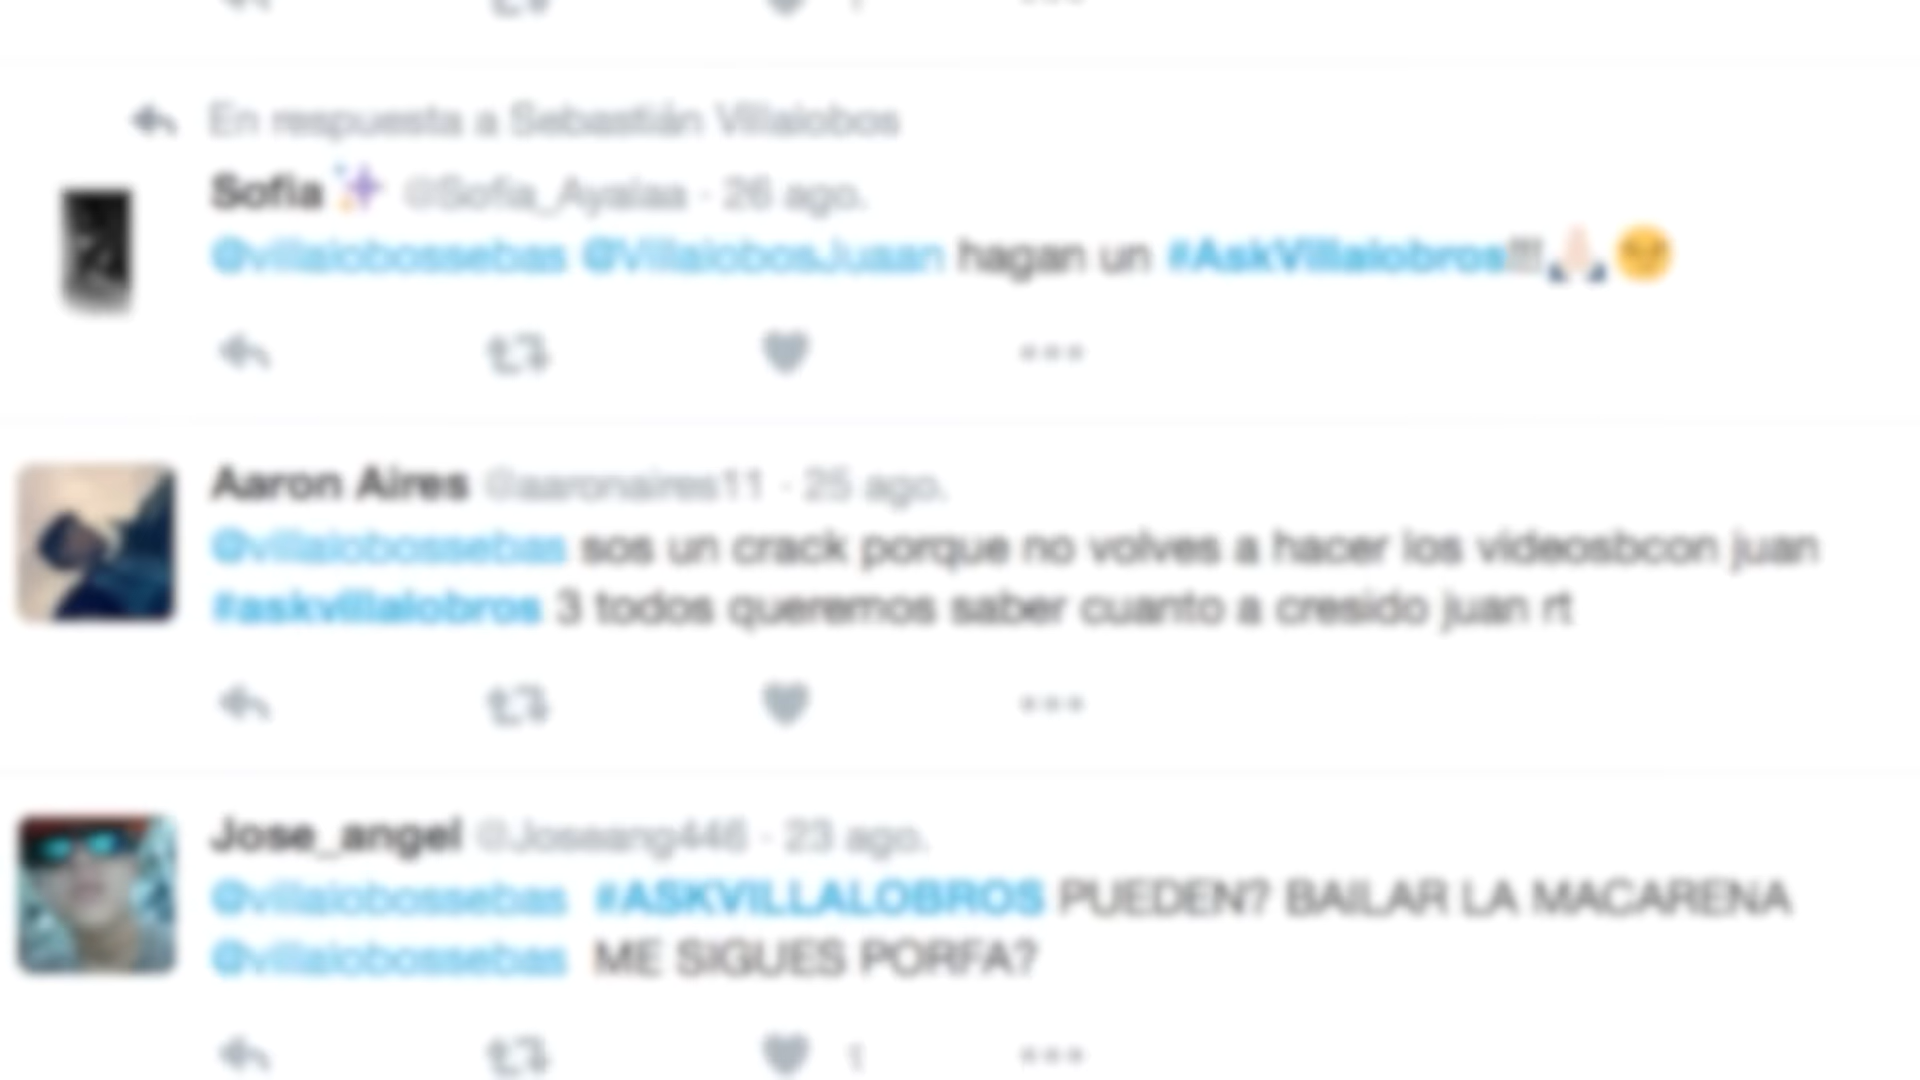 En respuesta a Sebastián Villalobos
Sofia ✨ @Sofia_Ayalaa · 26 ago.
@villalobossebas @VillalobosJuaan hagan un #AskVillalobros!!!🙏🏻😊
Aaron Aires @aaronaires11 · 25 ago.
@villalobossebas sos un crack porque no volves a hacer los videosbcon juan
#askvillalobros 3 todos queremos saber cuanto a cresido juan rt
Jose_angel @Joseang446 · 23 ago.
@villalobossebas #ASKVILLALOBROS PUEDEN? BAILAR LA MACARENA
@villalobossebas ME SIGUES PORFA?
1